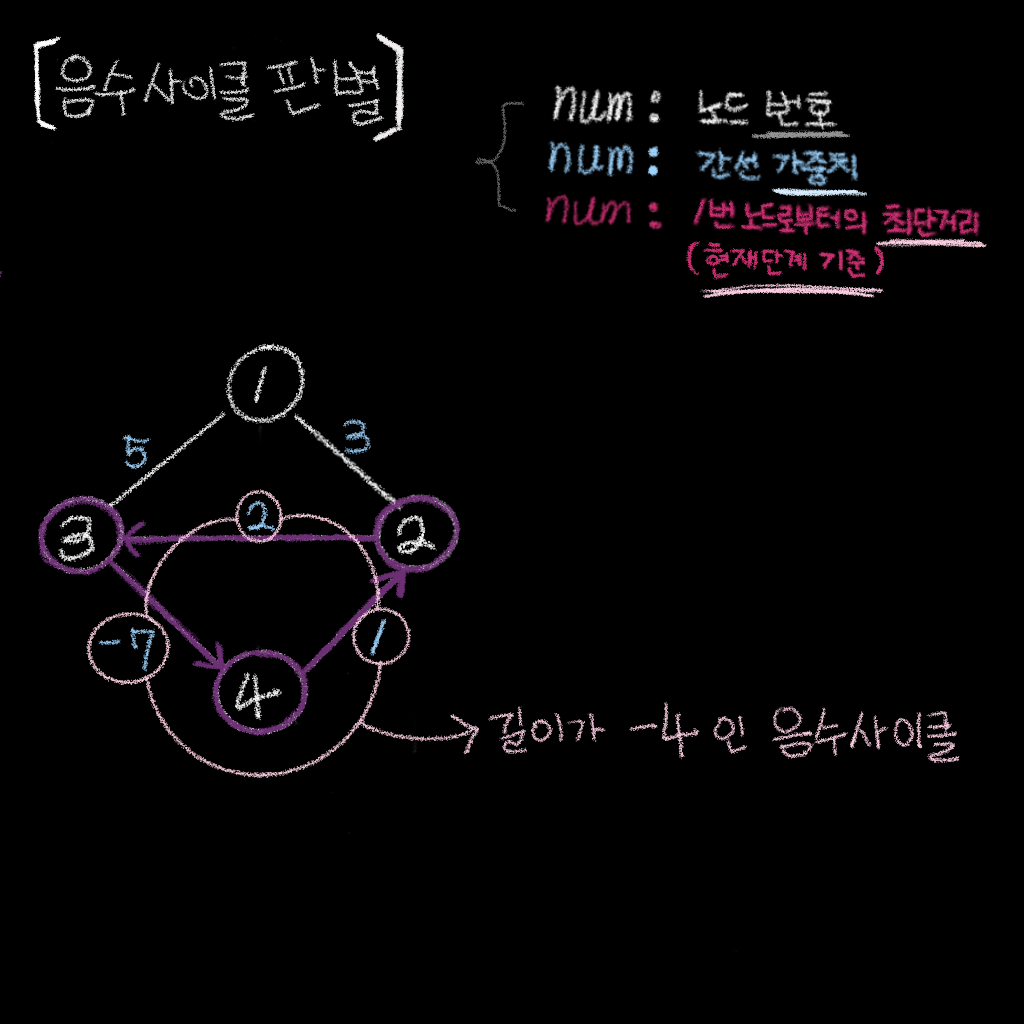 [음수사이클 판별]
num : 노드 번호
num : 간선 가중치
num : 1번 노드로부터의 최단거리
(현재단계 기준)
1
5
3
2
3
2
-7
1
4
길이가 -4 인 음수사이클